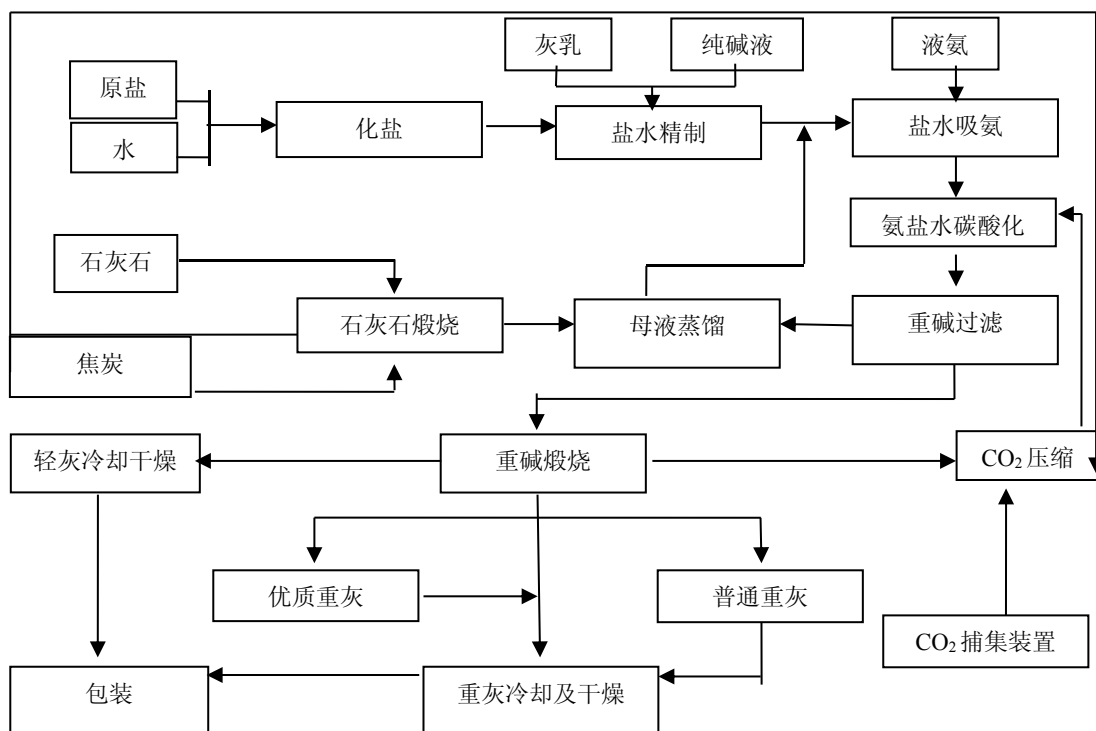 灰乳
纯碱液
液氨
原盐
水
化盐
盐水精制
盐水吸氨
氨盐水碳酸化
石灰石
石灰石煅烧
母液蒸馏
重碱过滤
焦炭
轻灰冷却干燥
重碱煅烧
CO₂压缩
优质重灰
普通重灰
CO₂捕集装置
包装
重灰冷却及干燥